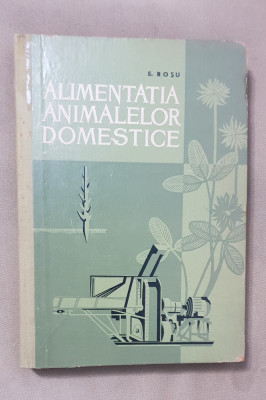 E. ROȘU
ALIMENTAȚIA
ANIMALELOR
DOMESTICE